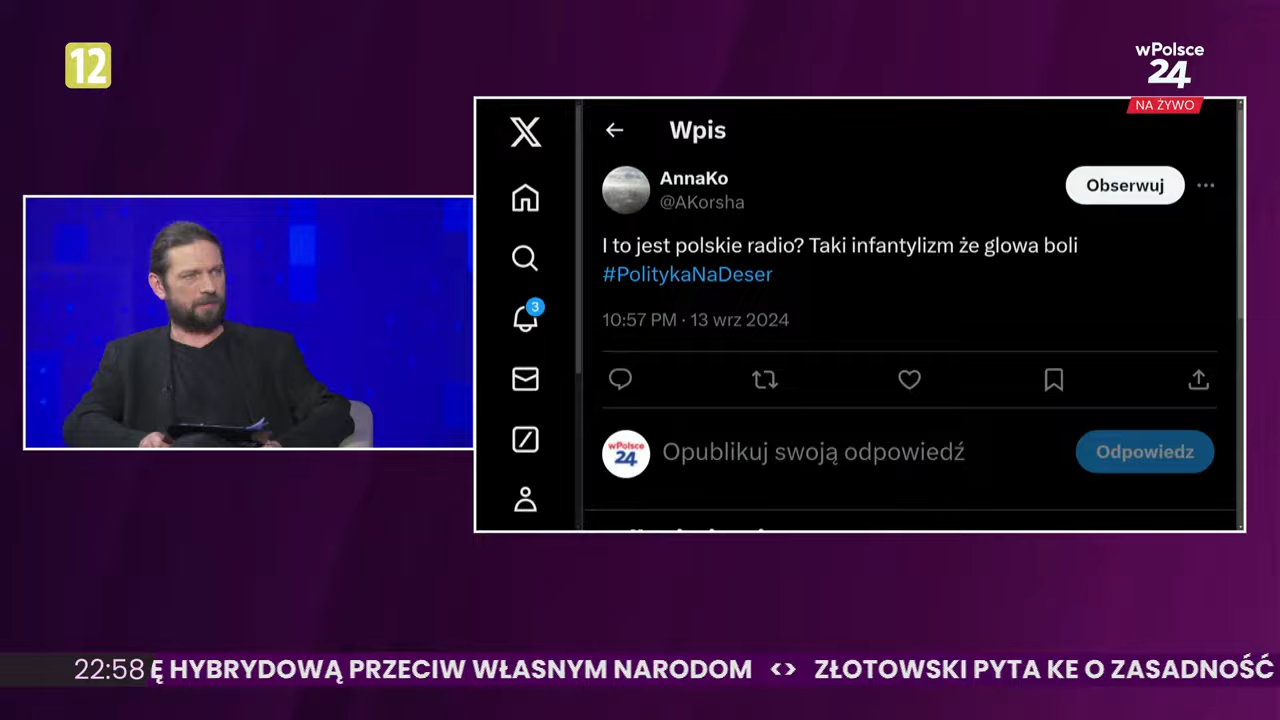 12
wPolsce
24
NA ŻYWO
Wpis
AnnaKo
@AKorsha
Obserwuj
I to jest polskie radio? Taki infantylizm że glowa boli
#PolitykaNaDeser
10:57 PM · 13 wrz 2024
3
wPolsce
24
Opublikuj swoją odpowiedź
Odpowiedz
22:58 Ę HYBRYDOWĄ PRZECIW WŁASNYM NARODOM <> ZŁOTOWSKI PYTA KE O ZASADNOŚĆ